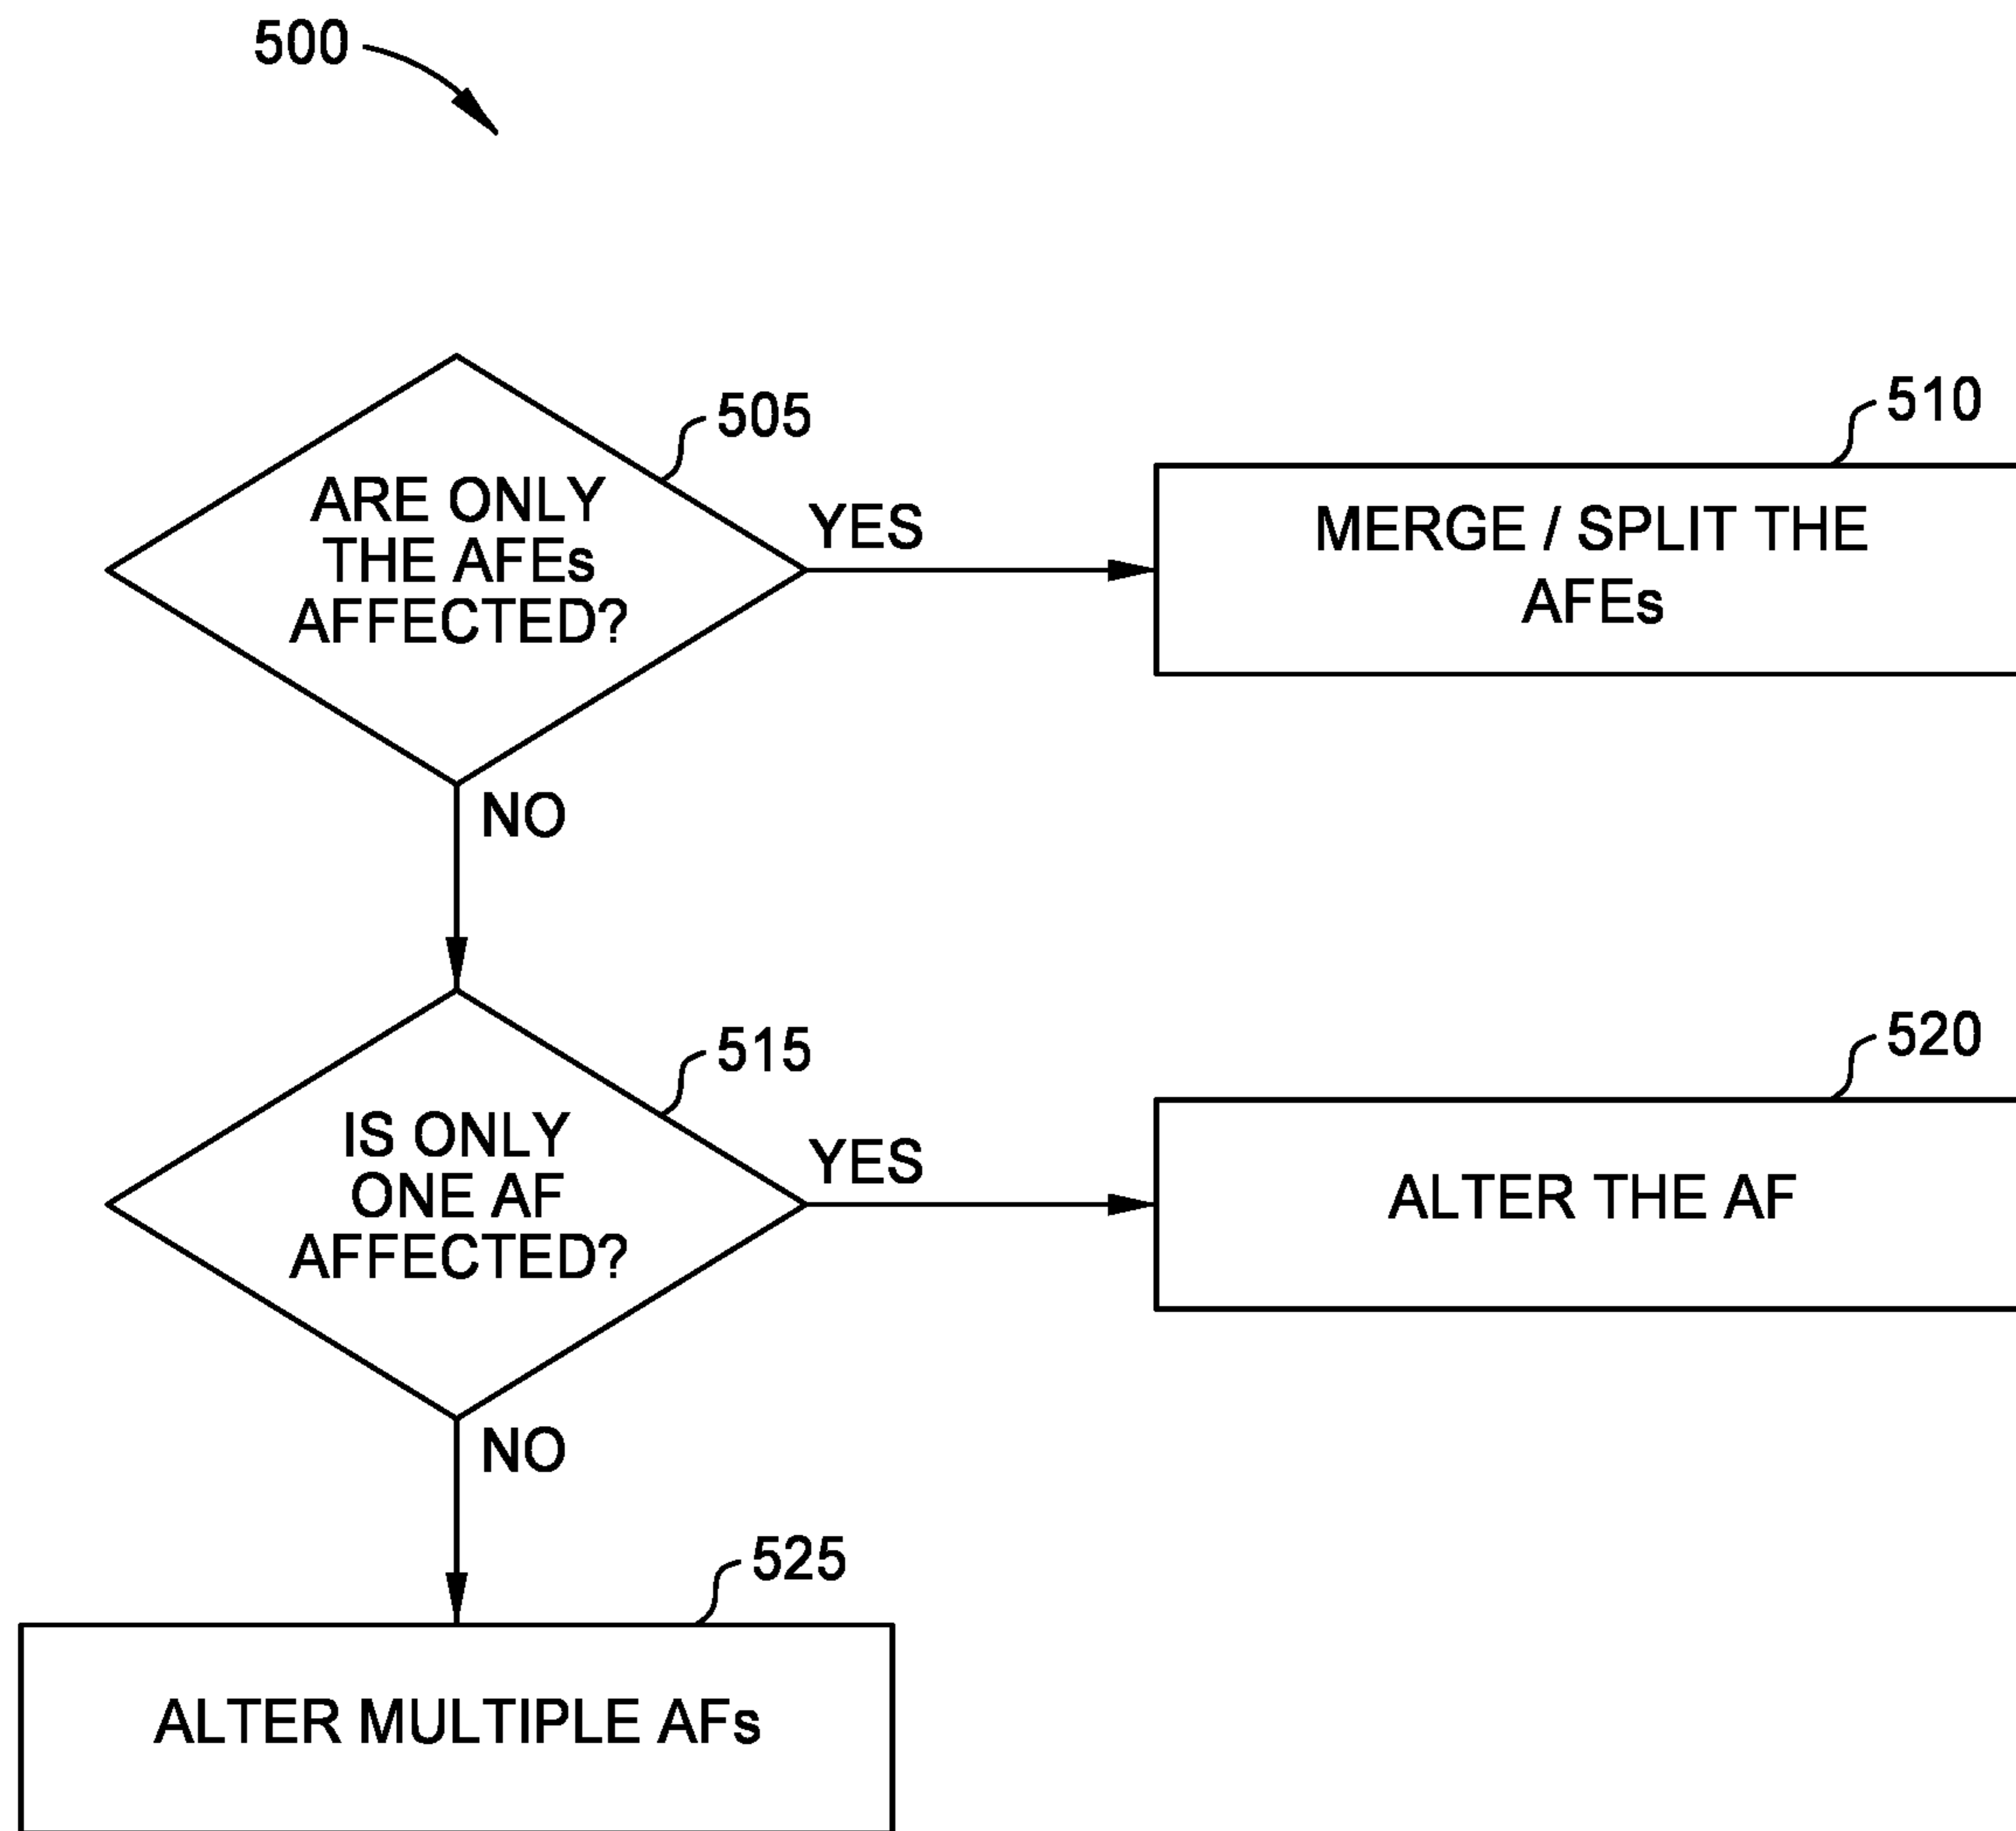 500
505
ARE ONLY
THE AFEs
AFFECTED?
YES
510
MERGE / SPLIT THE
AFEs
NO
515
IS ONLY
ONE AF
AFFECTED?
YES
520
ALTER THE AF
NO
525
ALTER MULTIPLE AFs